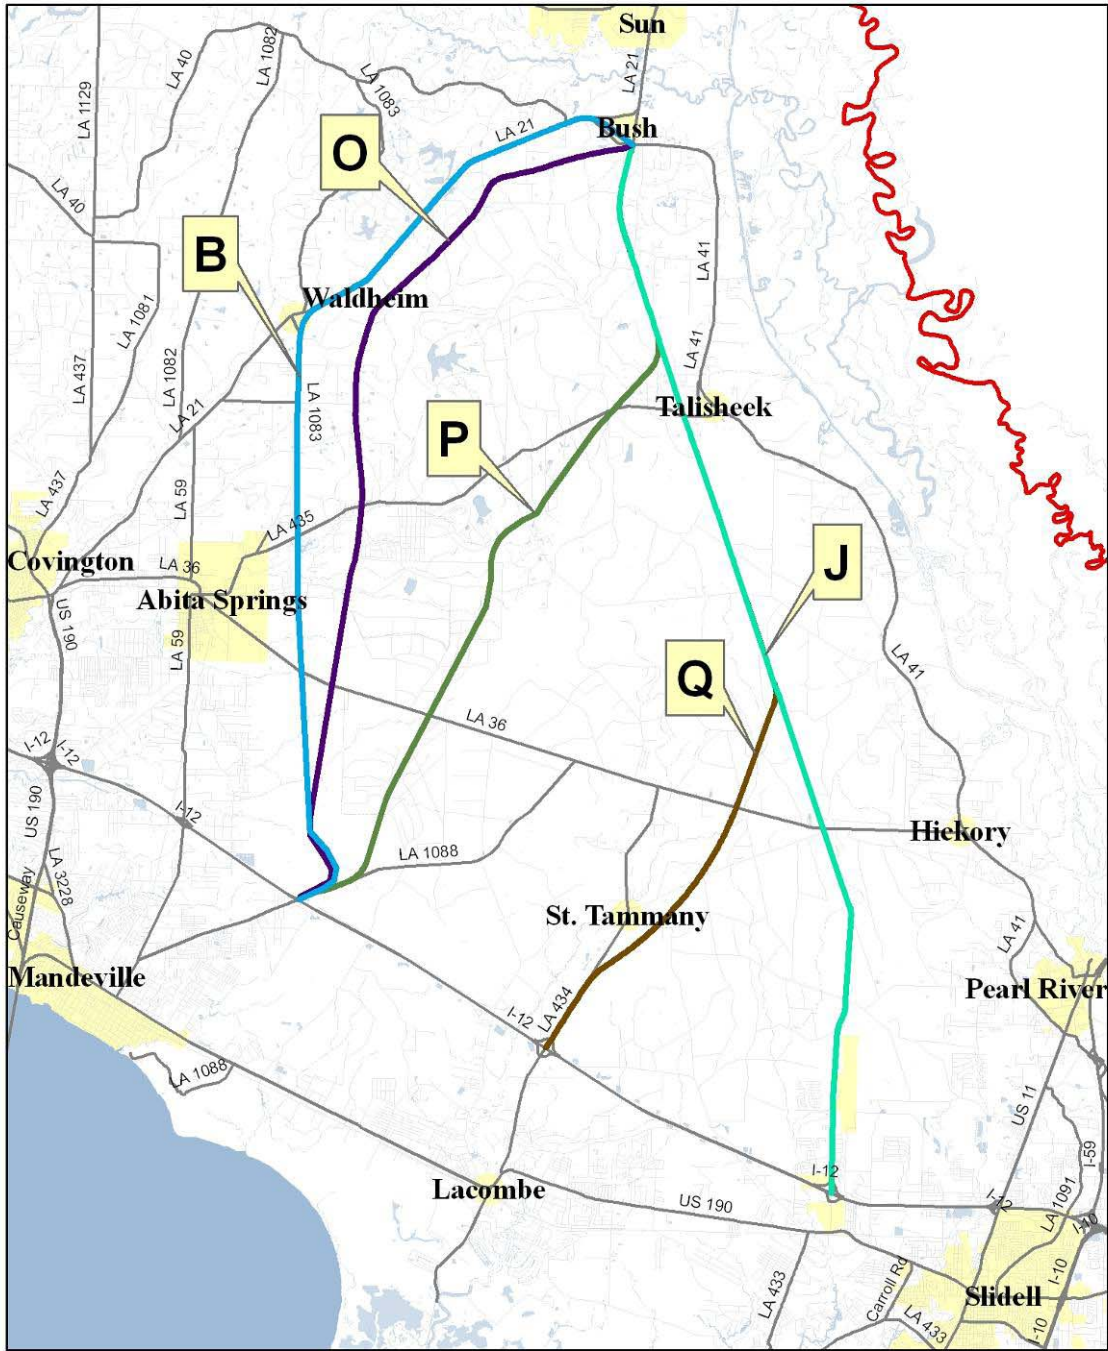 Sun
LA 21
LA 1082
LA 40
LA 1083
LA 1129
LA 21
Bush
O
LA 40
B
LA 41
Waldheim
LA 1081
LA 41
LA 437
LA 1082
LA 1083
LA 21
Talisheek
P
LA 437
LA 59
LA 435
J
Covington
LA 36
Abita Springs
US 190
LA 59
LA 41
Q
LA 36
I-12
I-12
I-12
US 190
Hickory
LA 1088
LA 3228
Causeway
St. Tammany
LA 41
Mandeville
Pearl River
LA 434
I-12
LA 1088
US 11
I-59
I-12
Lacombe
US 190
I-12
LA 1091
I-10
I-10
LA 433
Carroll Rd
Slidell
LA 433
I-10